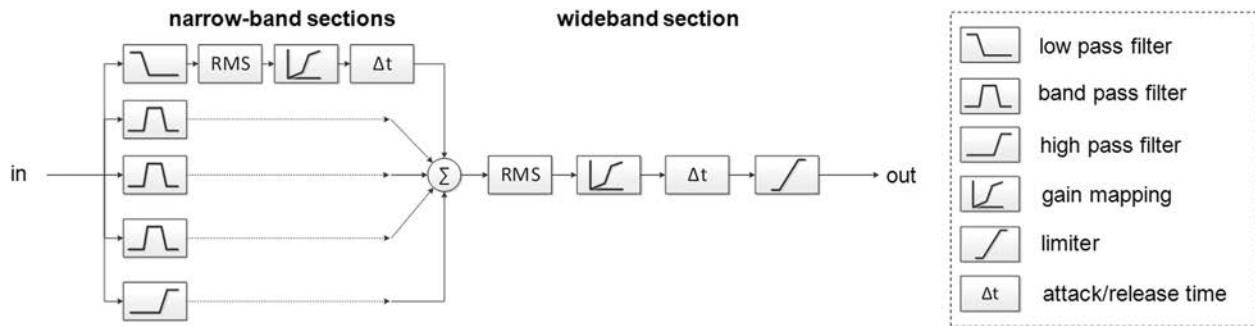 narrow-band sections
wideband section
RMS
Δt
in
Σ
RMS
Δt
out
low pass filter
band pass filter
high pass filter
gain mapping
limiter
Δt
attack/release time